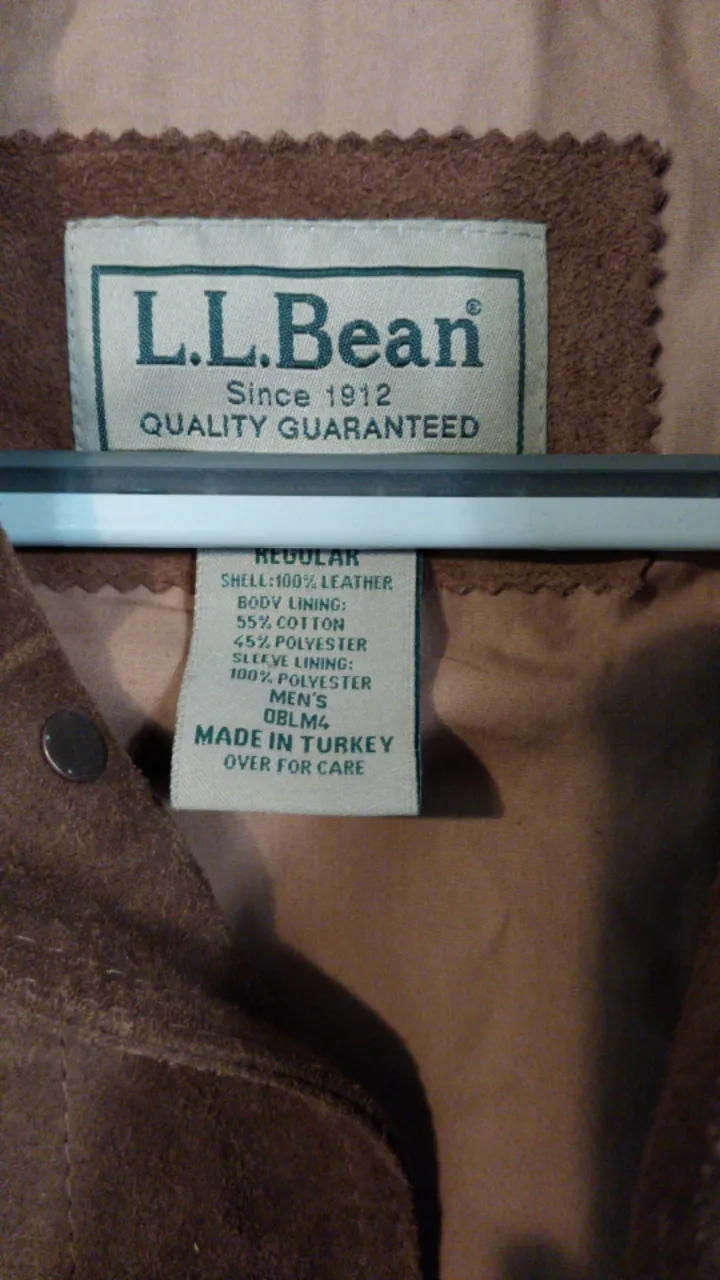 L.L.Bean®
Since 1912
QUALITY GUARANTEED
REGULAR
SHELL:100% LEATHER
BODY LINING:
55% COTTON
45% POLYESTER
SLEEVE LINING:
100% POLYESTER
MEN'S
0BLM4
MADE IN TURKEY
OVER FOR CARE